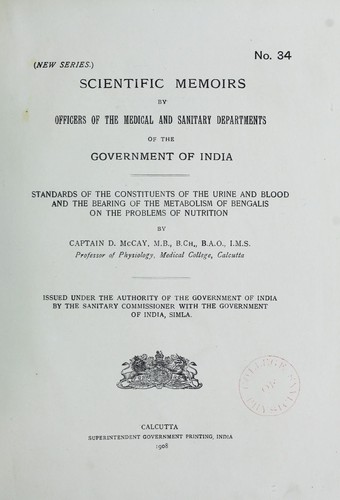 No. 34
(NEW SERIES.)
SCIENTIFIC MEMOIRS
BY
OFFICERS OF THE MEDICAL AND SANITARY DEPARTMENTS
OF THE
GOVERNMENT OF INDIA
STANDARDS OF THE CONSTITUENTS OF THE URINE AND BLOOD
AND THE BEARING OF THE METABOLISM OF BENGALIS
ON THE PROBLEMS OF NUTRITION
BY
CAPTAIN D. McCAY, M.B., B.CH., B.A.O., I.M.S.
Professor of Physiology, Medical College, Calcutta
ISSUED UNDER THE AUTHORITY OF THE GOVERNMENT OF INDIA
BY THE SANITARY COMMISSIONER WITH THE GOVERNMENT
OF INDIA, SIMLA.
COLLEGE
OF
CALCUTTA
SUPERINTENDENT GOVERNMENT PRINTING, INDIA
1908